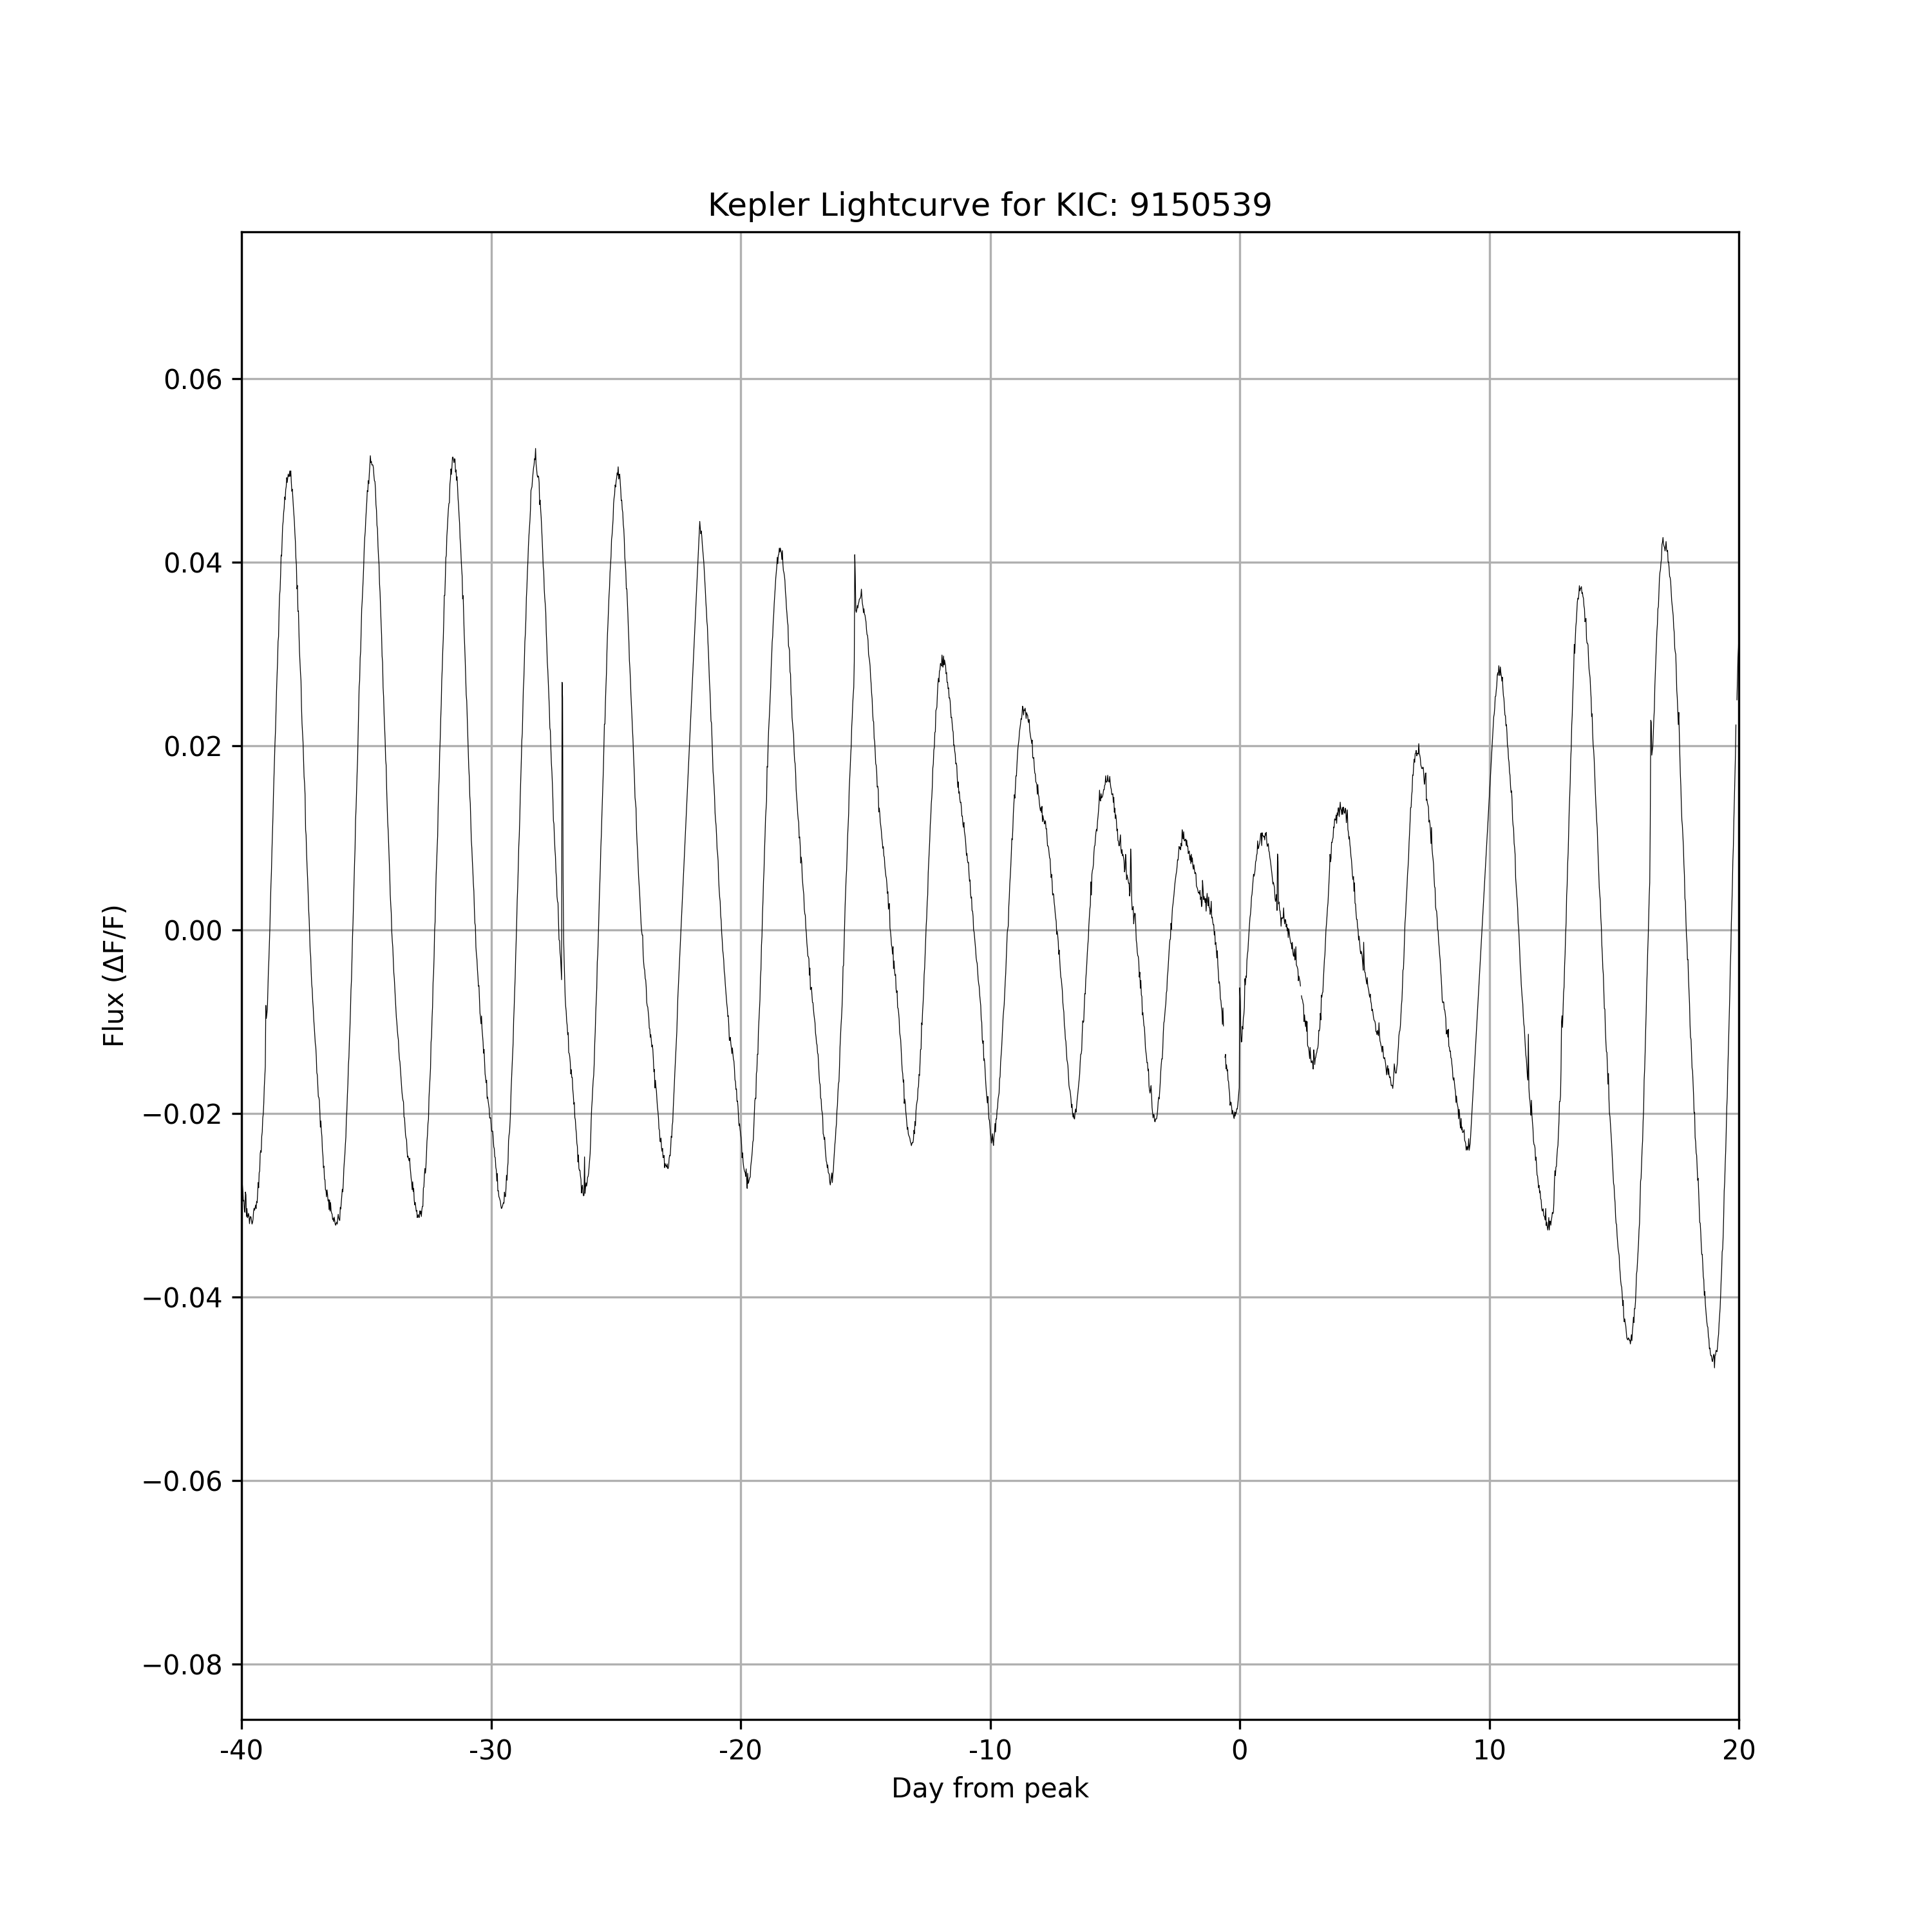 Kepler Lightcurve for KIC: 9150539
0.06
0.04
0.02
0.00
−0.02
−0.04
−0.06
−0.08
Flux (ΔF/F)
-40 -30 -20 -10 0 10 20
Day from peak